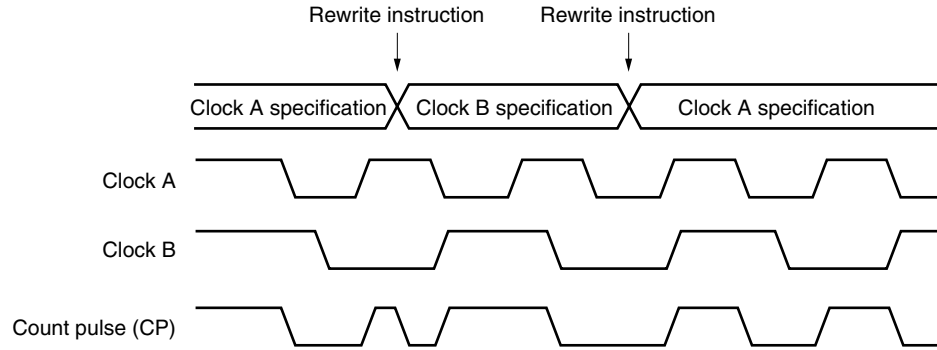 Rewrite instruction
Rewrite instruction
Clock A specification
Clock B specification
Clock A specification
Clock A
Clock B
Count pulse (CP)